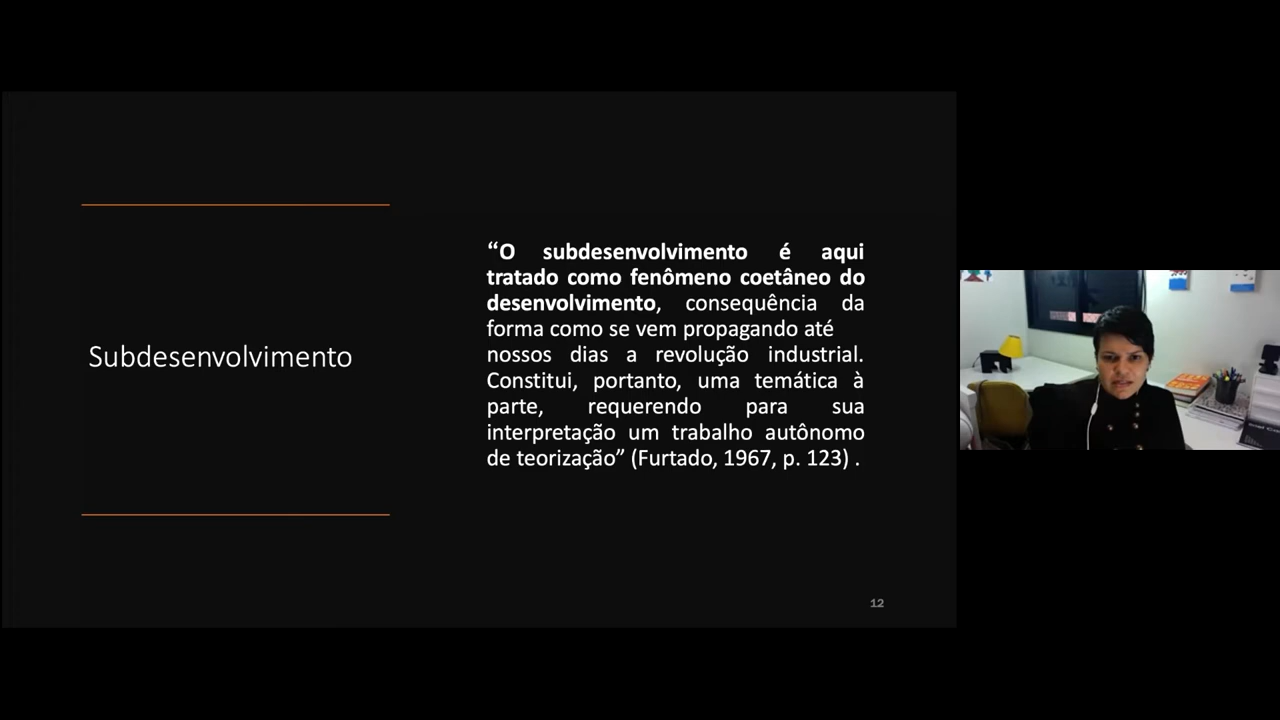 Subdesenvolvimento
“O subdesenvolvimento é aqui
tratado como fenômeno coetâneo do
desenvolvimento, consequência da
forma como se vem propagando até
nossos dias a revolução industrial.
Constitui, portanto, uma temática à
parte, requerendo para sua
interpretação um trabalho autônomo
de teorização” (Furtado, 1967, p. 123) .
12